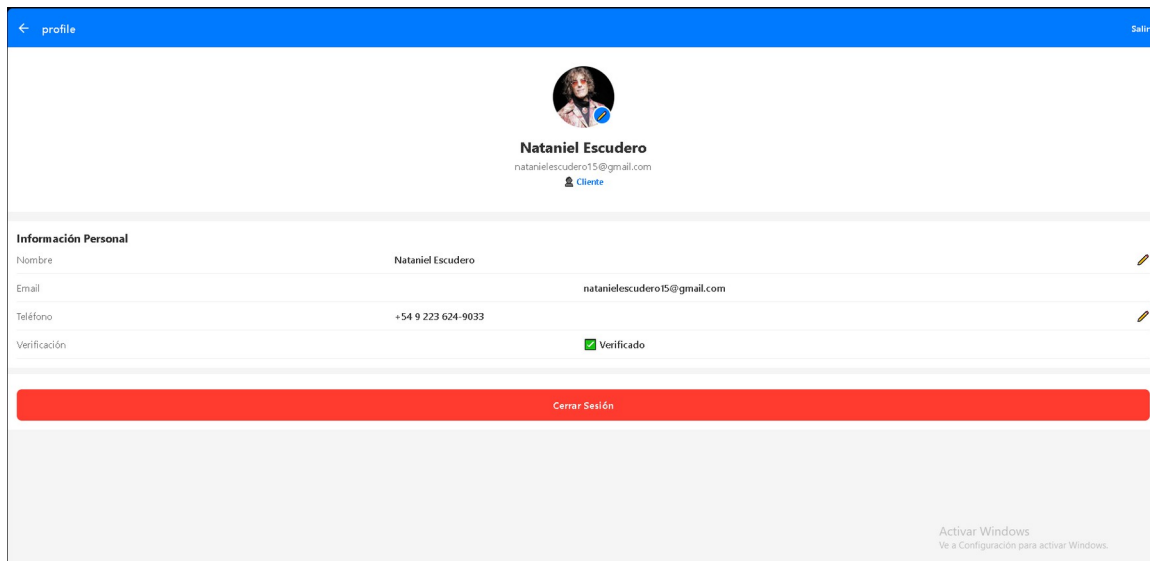 ← profile Salir
Nataniel Escudero
natanielescudero15@gmail.com
Cliente
Información Personal
Nombre Nataniel Escudero
Email natanielescudero15@gmail.com
Teléfono +54 9 223 624-9033
Verificación ✅ Verificado
Cerrar Sesión
Activar Windows
Ve a Configuración para activar Windows.